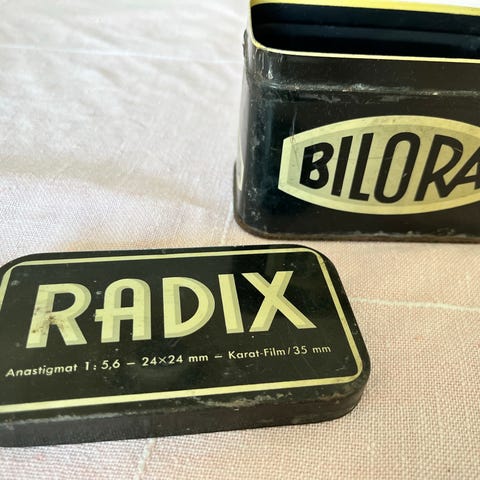 BILORA
RADIX
Anastigmat 1:5,6 – 24×24 mm – Karat-Film/35 mm